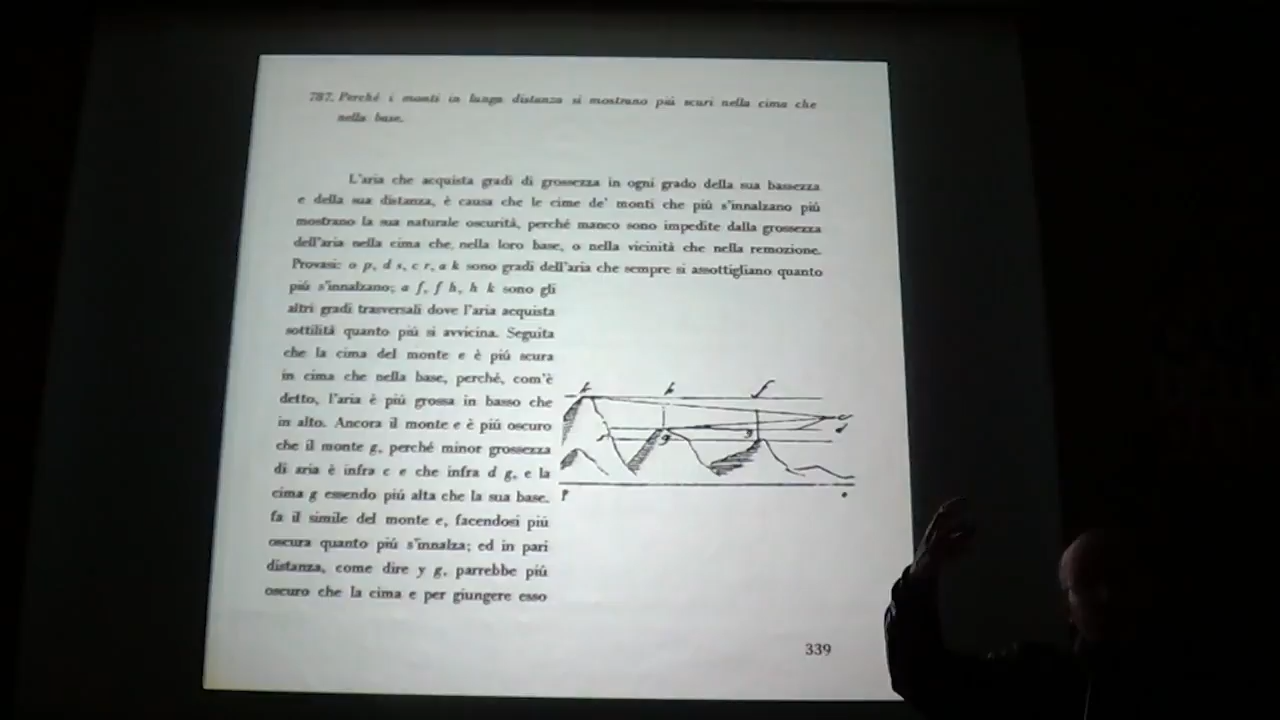 787. Perché i monti in lunga distanza si mostrano più scuri nella cima che
nella base.
L'aria che acquista gradi di grossezza in ogni grado della sua bassezza
e della sua distanza, è causa che le cime de' monti che più s'innalzano più
mostrano la sua naturale oscurità, perché manco sono impedite dalla grossezza
dell'aria nella cima che, nella loro base, o nella vicinità che nella remozione.
Provasi: o p, d s, c r, a k sono gradi dell'aria che sempre si assottigliano quanto
più s'innalzano; a f, f h, h k sono gli
altri gradi trasversali dove l'aria acquista
sottilità quanto più si avvicina. Seguita
che la cima del monte e è più scura
in cima che nella base, perché, com'è
detto, l'aria è più grossa in basso che
in alto. Ancora il monte e è più oscuro
che il monte g, perché minor grossezza
di aria è infra c e che infra d g, e la
cima g essendo più alta che la sua base,
fa il simile del monte e, facendosi più
oscura quanto più s'innalza; ed in pari
distanza, come dire y g, parrebbe più
oscuro che la cima e per giungere esso
k h f
d
g g
p o
339